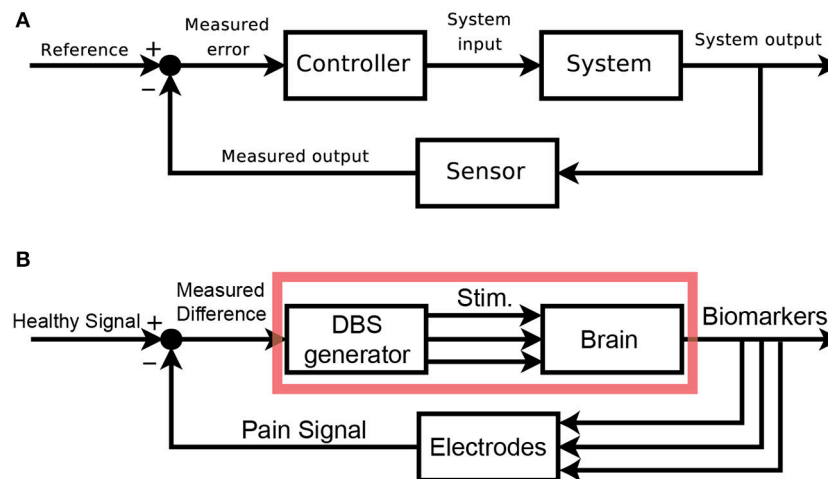 A
Reference
+
−
Measured
error
Controller
System
input
System
System output
Measured output
Sensor
B
Healthy Signal
+
−
Measured
Difference
DBS
generator
Stim.
Brain
Biomarkers
Pain Signal
Electrodes